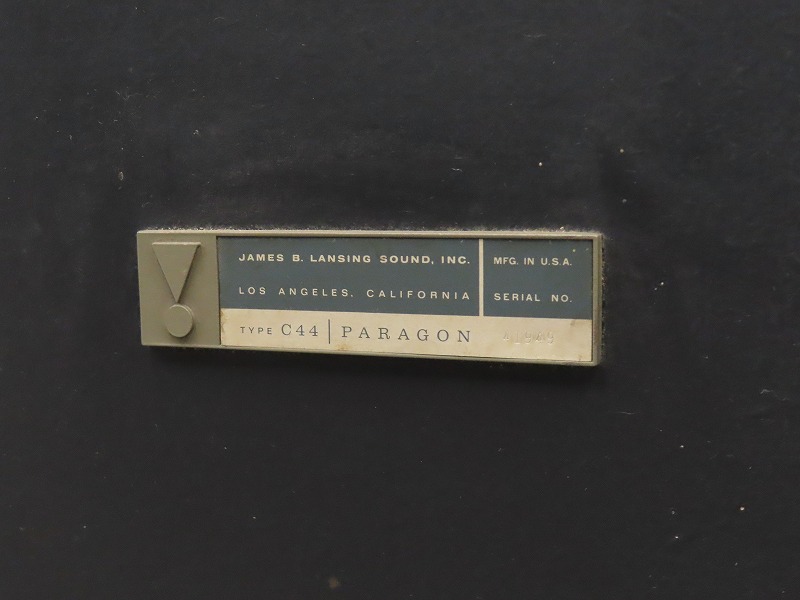 JAMES B. LANSING SOUND, INC.
LOS ANGELES, CALIFORNIA
MFG. IN U.S.A.
SERIAL NO.
TYPE C44 | PARAGON